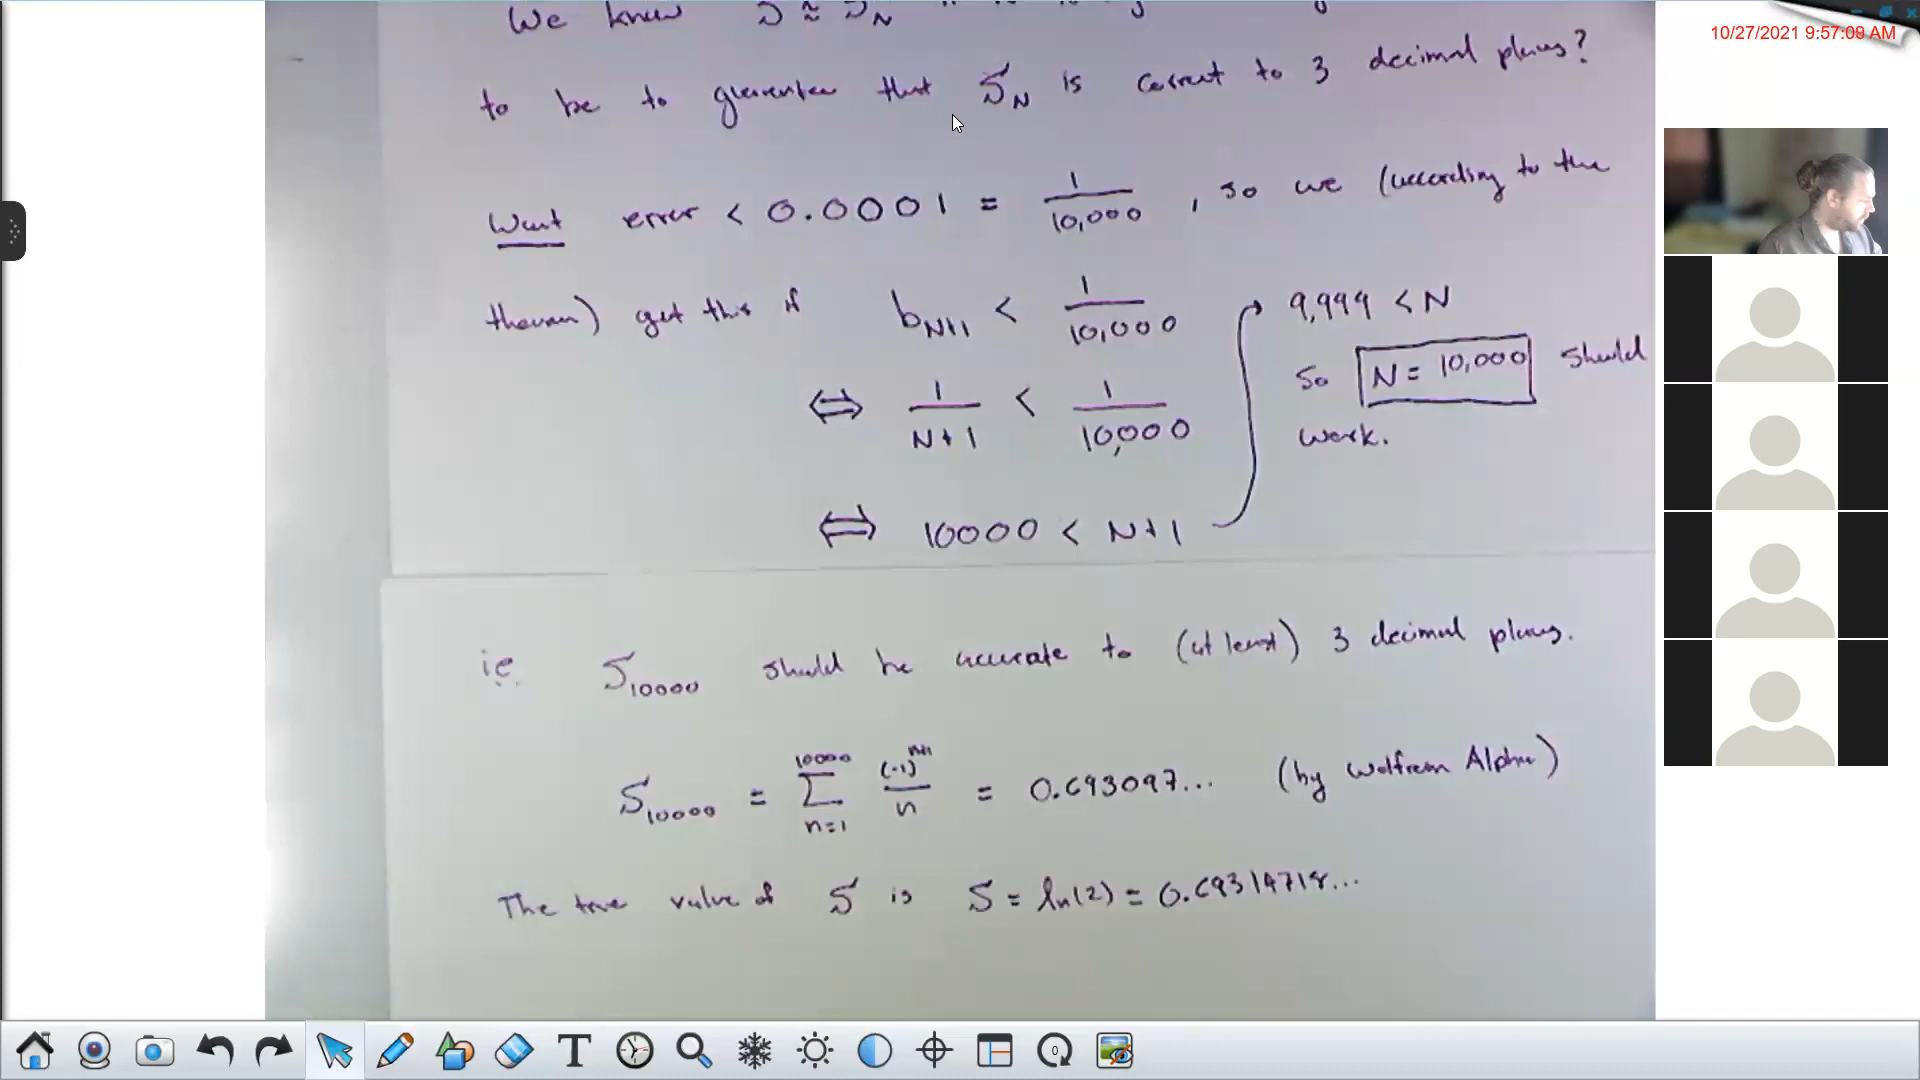 We know S ≈ S_N
to be to guarantee that S_N is correct to 3 decimal places?
Want error < 0.0001 = 1/10,000 , so we (according to the
theorem) get this if b_{N+1} < 1/10,000
⇔ 1/(N+1) < 1/10,000
⇔ 10000 < N+1
9,999 < N
So N = 10,000 should
work.
i.e. S_10000 should be accurate to (at least) 3 decimal places.
S_10000 = ∑_{n=1}^{10000} (-1)^{n+1}/n = 0.693097... (by Wolfram Alpha)
The true value of S is S = ln(2) = 0.69314718...
10/27/2021 9:57:09 AM
T
0